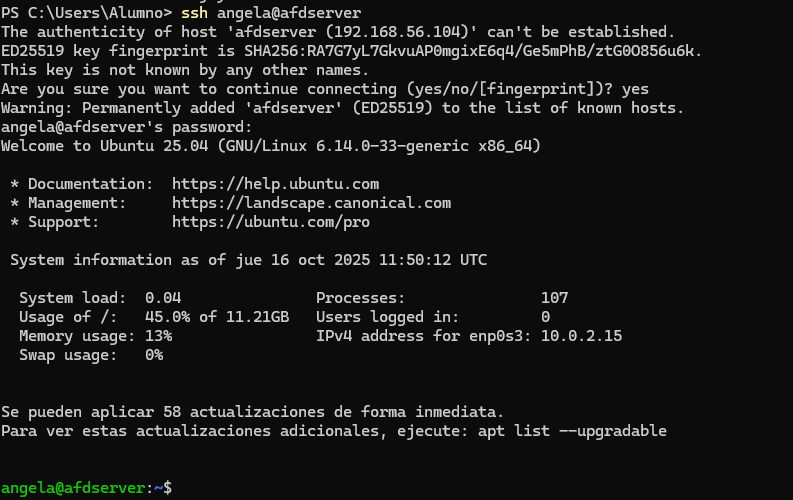 PS C:\Users\Alumno> ssh angela@afdserver
The authenticity of host 'afdserver (192.168.56.104)' can't be established.
ED25519 key fingerprint is SHA256:RA7G7yL7GkvuAP0mgixE6q4/Ge5mPhB/ztG0O856u6k.
This key is not known by any other names.
Are you sure you want to continue connecting (yes/no/[fingerprint])? yes
Warning: Permanently added 'afdserver' (ED25519) to the list of known hosts.
angela@afdserver's password:
Welcome to Ubuntu 25.04 (GNU/Linux 6.14.0-33-generic x86_64)

 * Documentation:  https://help.ubuntu.com
 * Management:     https://landscape.canonical.com
 * Support:        https://ubuntu.com/pro

 System information as of jue 16 oct 2025 11:50:12 UTC

  System load:  0.04               Processes:               107
  Usage of /:   45.0% of 11.21GB   Users logged in:         0
  Memory usage: 13%                IPv4 address for enp0s3: 10.0.2.15
  Swap usage:   0%

Se pueden aplicar 58 actualizaciones de forma inmediata.
Para ver estas actualizaciones adicionales, ejecute: apt list --upgradable

angela@afdserver:~$